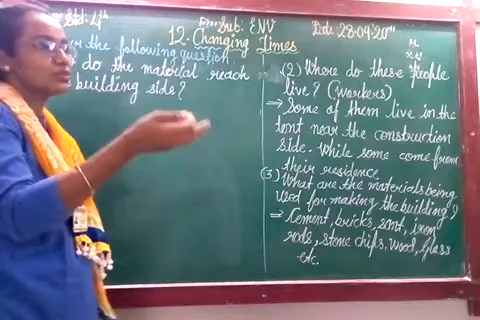 Std: 4th
Sub: ENV
Date: 28.09.20
12. Changing Times
the following question
do the material reach
building side?
(2) Where do these People
live? (workers)
⇒ Some of them live in the
tent near the construction
side. While some come from
their residence
(3) What are the materials being
used for making the building?
⇒ Cement, bricks, sant, iron
rods, stone chips, wood, glass
etc.